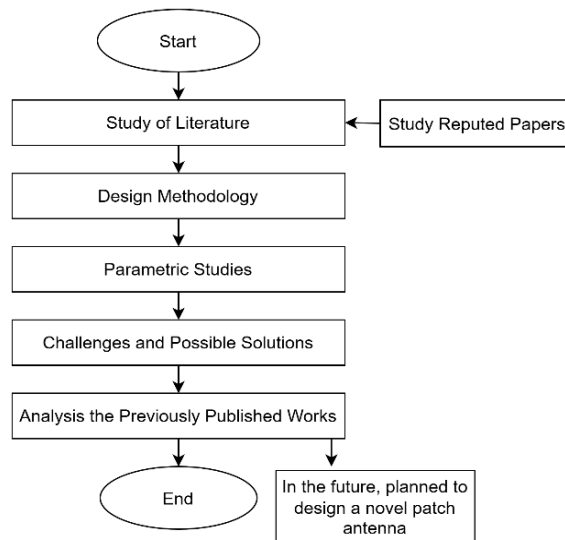 Start
Study of Literature
Study Reputed Papers
Design Methodology
Parametric Studies
Challenges and Possible Solutions
Analysis the Previously Published Works
End
In the future, planned to
design a novel patch
antenna